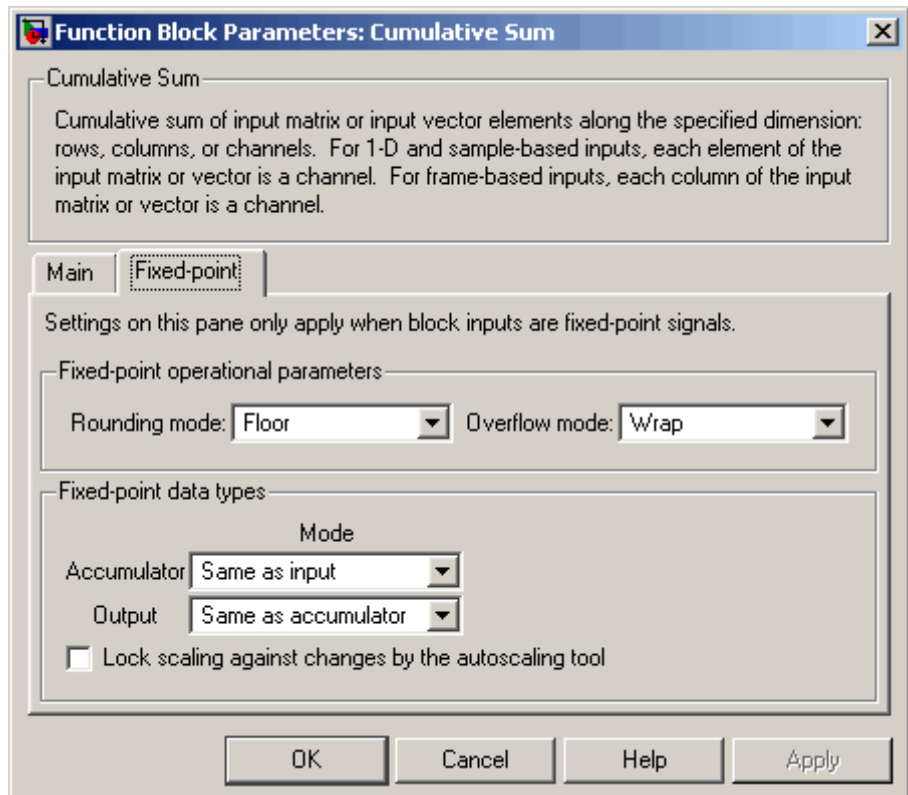 Function Block Parameters: Cumulative Sum
Cumulative Sum
Cumulative sum of input matrix or input vector elements along the specified dimension:
rows, columns, or channels. For 1-D and sample-based inputs, each element of the
input matrix or vector is a channel. For frame-based inputs, each column of the input
matrix or vector is a channel.
Main Fixed-point
Settings on this pane only apply when block inputs are fixed-point signals.
Fixed-point operational parameters
Rounding mode: Floor Overflow mode: Wrap
Fixed-point data types
Mode
Accumulator Same as input
Output Same as accumulator
Lock scaling against changes by the autoscaling tool
OK Cancel Help Apply